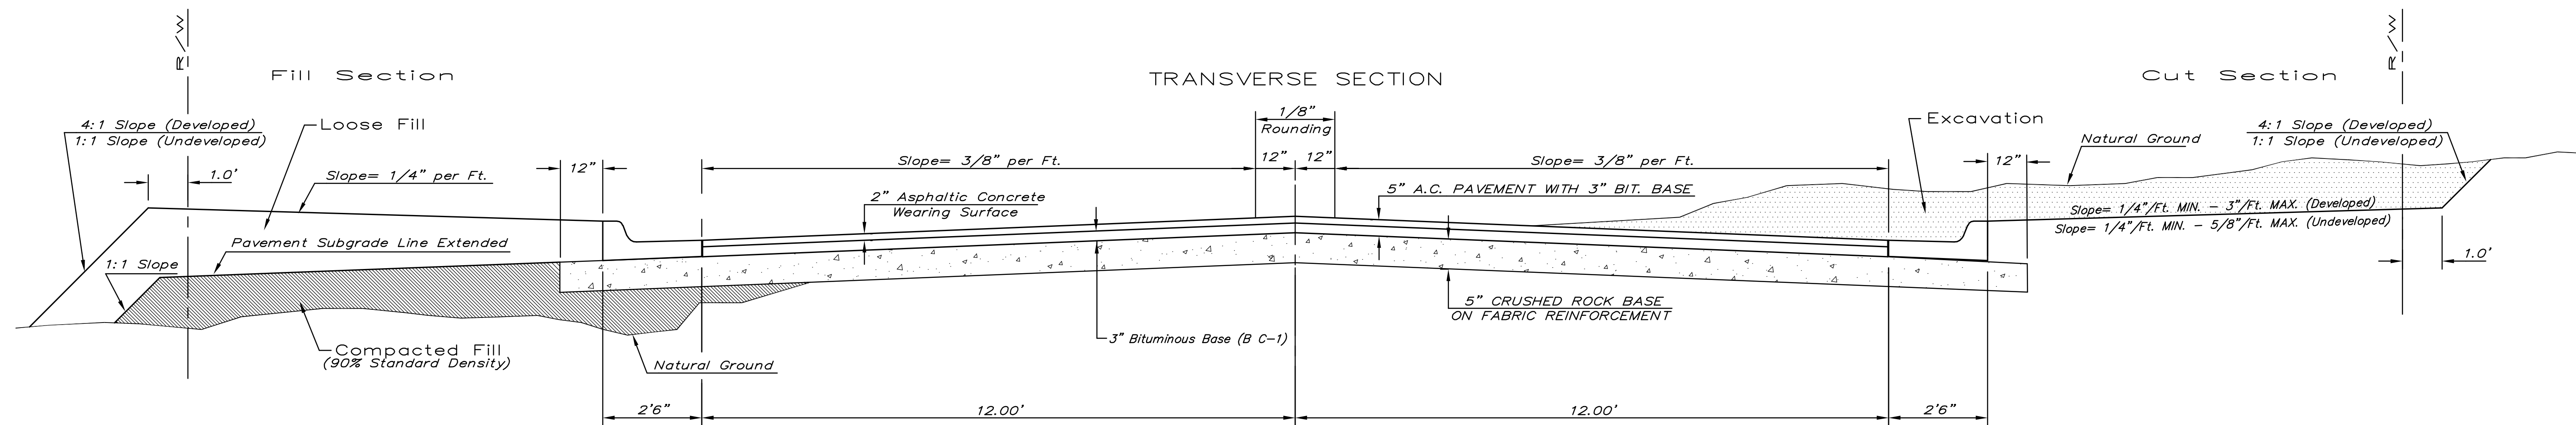 R/W
R/W
Fill Section
TRANSVERSE SECTION
Cut Section
4:1 Slope (Developed)
1:1 Slope (Undeveloped)
Loose Fill
1/8"
Rounding
Excavation
Natural Ground
4:1 Slope (Developed)
1:1 Slope (Undeveloped)
1.0'
Slope= 1/4" per Ft.
12"
Slope= 3/8" per Ft.
12"
12"
Slope= 3/8" per Ft.
12"
2" Asphaltic Concrete
Wearing Surface
5" A.C. PAVEMENT WITH 3" BIT. BASE
Slope= 1/4"/Ft. MIN. - 3"/Ft. MAX. (Developed)
Slope= 1/4"/Ft. MIN. - 5/8"/Ft. MAX. (Undeveloped)
Pavement Subgrade Line Extended
1:1 Slope
1.0'
5" CRUSHED ROCK BASE
ON FABRIC REINFORCEMENT
3" Bituminous Base (B C-1)
Compacted Fill
(90% Standard Density)
Natural Ground
2'6"
12.00'
12.00'
2'6"